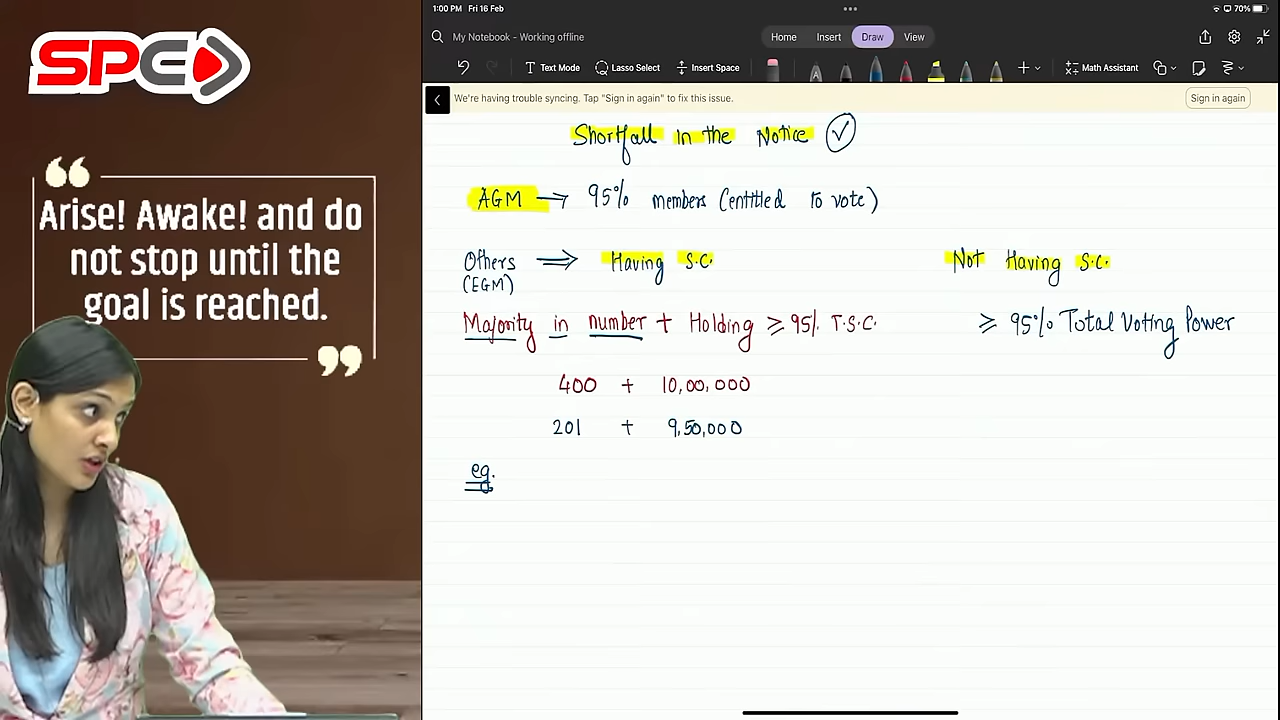 SPC
Arise! Awake! and do
not stop until the
goal is reached.
1:00 PM Fri 16 Feb
70%
My Notebook - Working offline
Home Insert Draw View
Text Mode Lasso Select Insert Space Math Assistant
We're having trouble syncing. Tap "Sign in again" to fix this issue. Sign in again
Shortfall in the Notice ✓
AGM → 95% members (entitled to vote)
Others ⇒ Having S.C. Not Having S.C.
(EGM)
Majority in number + Holding ≥ 95% T.S.C. ≥ 95% Total Voting Power
400 + 10,00,000
201 + 9,50,000
eg.